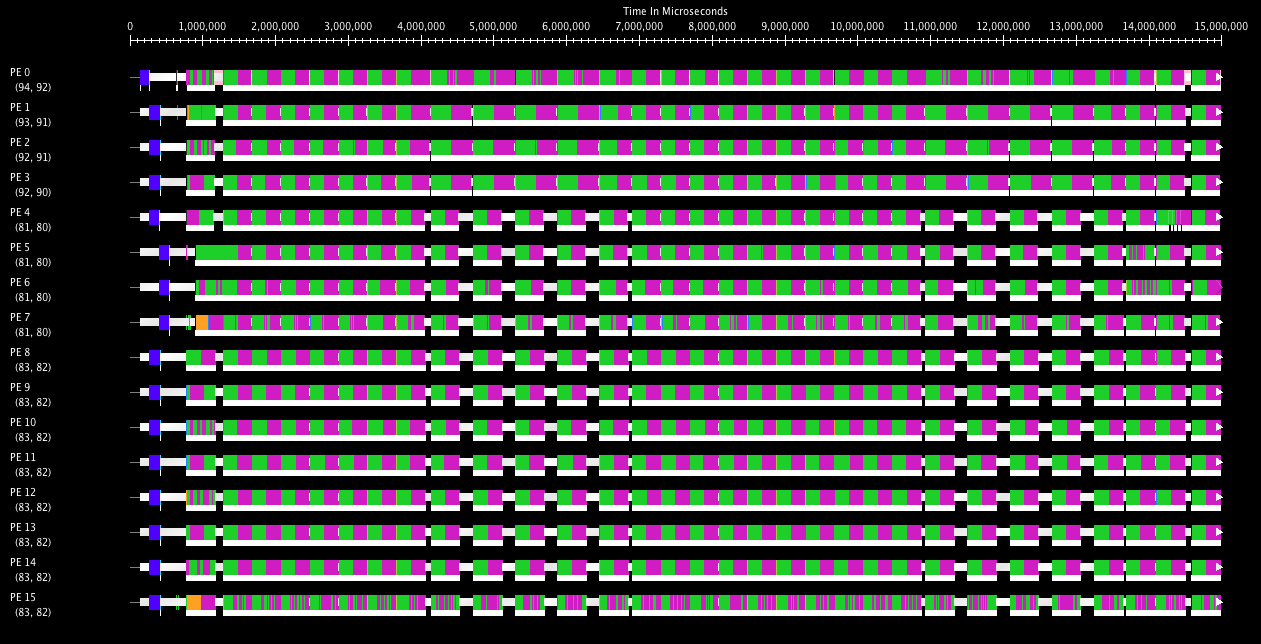 Time In Microseconds
0 1,000,000 2,000,000 3,000,000 4,000,000 5,000,000 6,000,000 7,000,000 8,000,000 9,000,000 10,000,000 11,000,000 12,000,000 13,000,000 14,000,000 15,000,000
PE 0
(94, 92)
PE 1
(93, 91)
PE 2
(92, 91)
PE 3
(92, 90)
PE 4
(81, 80)
PE 5
(81, 80)
PE 6
(81, 80)
PE 7
(81, 80)
PE 8
(83, 82)
PE 9
(83, 82)
PE 10
(83, 82)
PE 11
(83, 82)
PE 12
(83, 82)
PE 13
(83, 82)
PE 14
(83, 82)
PE 15
(83, 82)